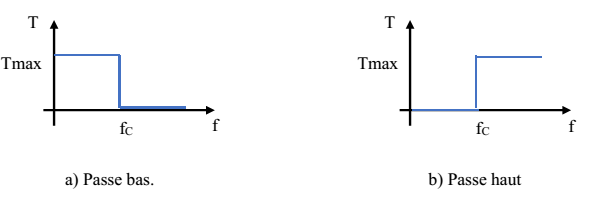 T
Tmax
fC
f
a) Passe bas.
T
Tmax
fC
f
b) Passe haut